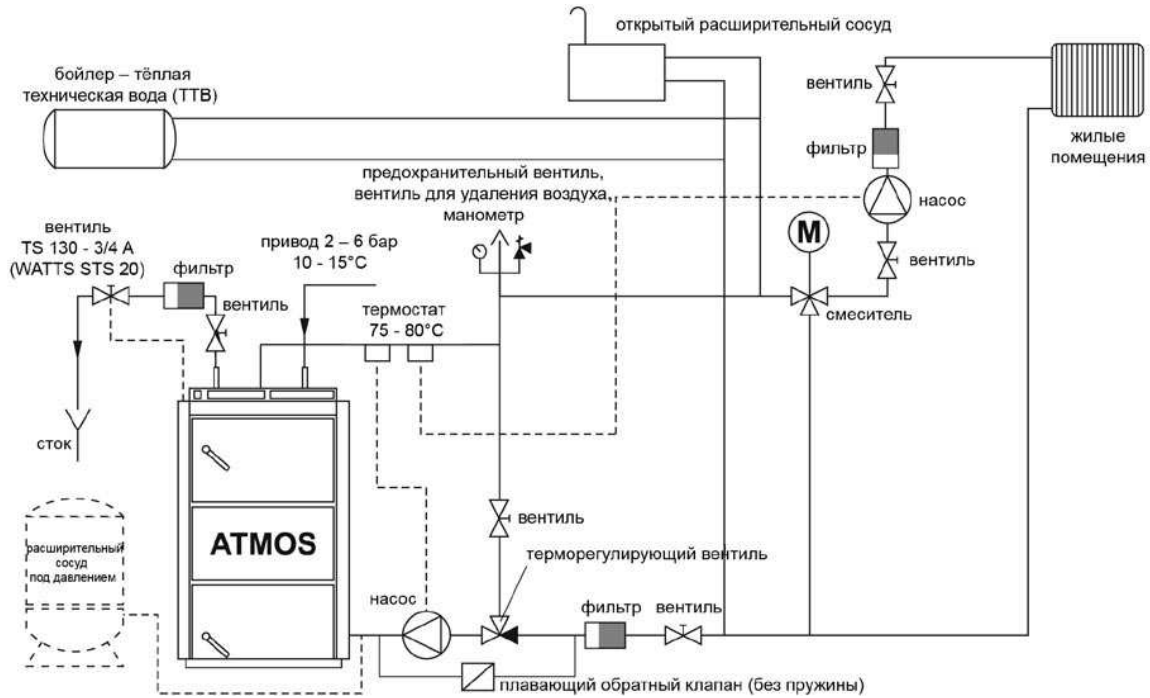 открытый расширительный сосуд
бойлер – тёплая
техническая вода (ТТВ)
вентиль
фильтр
жилые
помещения
предохранительный вентиль,
вентиль для удаления воздуха,
манометр
насос
M
вентиль
TS 130 - 3/4 A
(WATTS STS 20)
фильтр
привод 2 – 6 бар
10 - 15°C
вентиль
вентиль
термостат
75 - 80°C
смеситель
сток
вентиль
ATMOS
расширительный
сосуд
под давлением
терморегулирующий вентиль
насос
фильтр
вентиль
плавающий обратный клапан (без пружины)